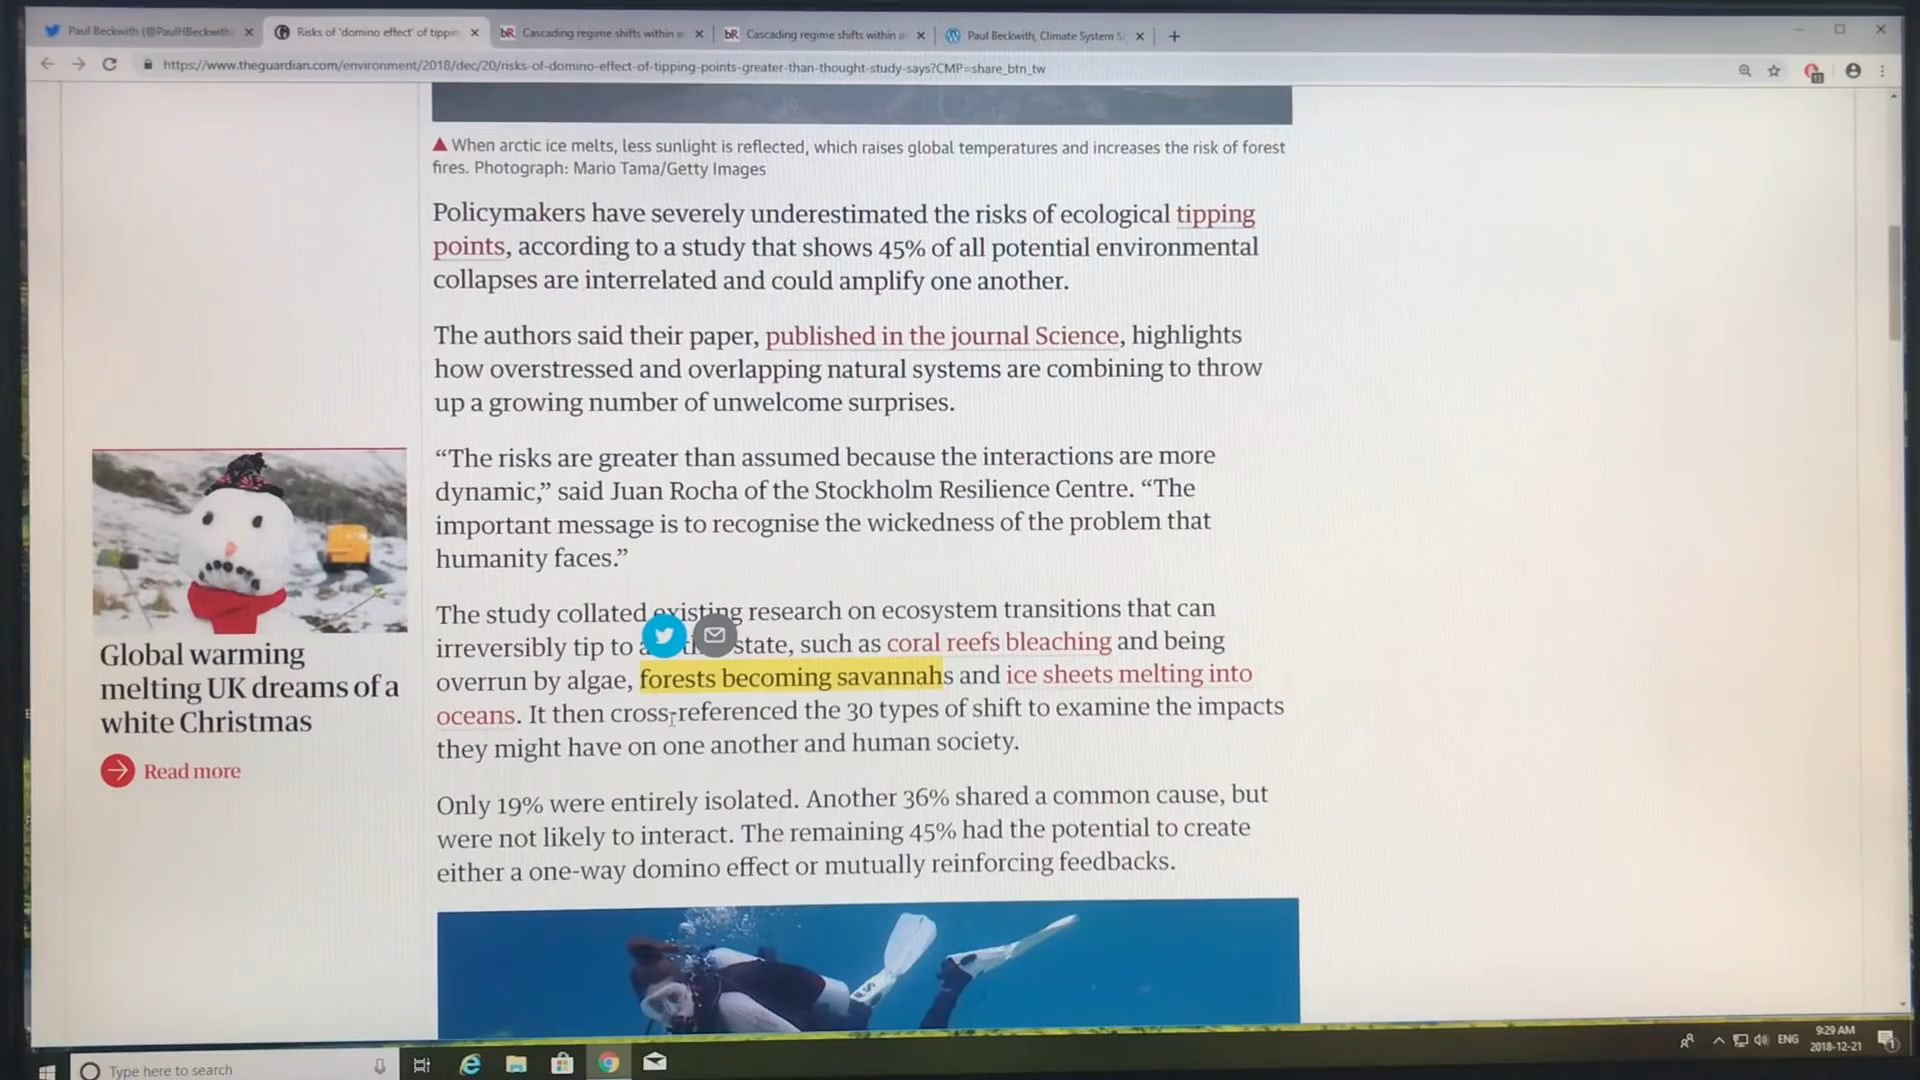 Paul Beckwith (@PaulHBeckwith
Risks of 'domino effect' of tippin
Cascading regime shifts within a
Cascading regime shifts within a
Paul Beckwith, Climate System Sc
https://www.theguardian.com/environment/2018/dec/20/risks-of-domino-effect-of-tipping-points-greater-than-thought-study-says?CMP=share_btn_tw
When arctic ice melts, less sunlight is reflected, which raises global temperatures and increases the risk of forest
fires. Photograph: Mario Tama/Getty Images
Policymakers have severely underestimated the risks of ecological tipping
points, according to a study that shows 45% of all potential environmental
collapses are interrelated and could amplify one another.
The authors said their paper, published in the journal Science, highlights
how overstressed and overlapping natural systems are combining to throw
up a growing number of unwelcome surprises.
“The risks are greater than assumed because the interactions are more
dynamic,” said Juan Rocha of the Stockholm Resilience Centre. “The
important message is to recognise the wickedness of the problem that
humanity faces.”
The study collated existing research on ecosystem transitions that can
irreversibly tip to state, such as coral reefs bleaching and being
overrun by algae, forests becoming savannahs and ice sheets melting into
oceans. It then cross-referenced the 30 types of shift to examine the impacts
they might have on one another and human society.
Only 19% were entirely isolated. Another 36% shared a common cause, but
were not likely to interact. The remaining 45% had the potential to create
either a one-way domino effect or mutually reinforcing feedbacks.
Global warming
melting UK dreams of a
white Christmas
Read more
Type here to search
ENG
9:29 AM
2018-12-21